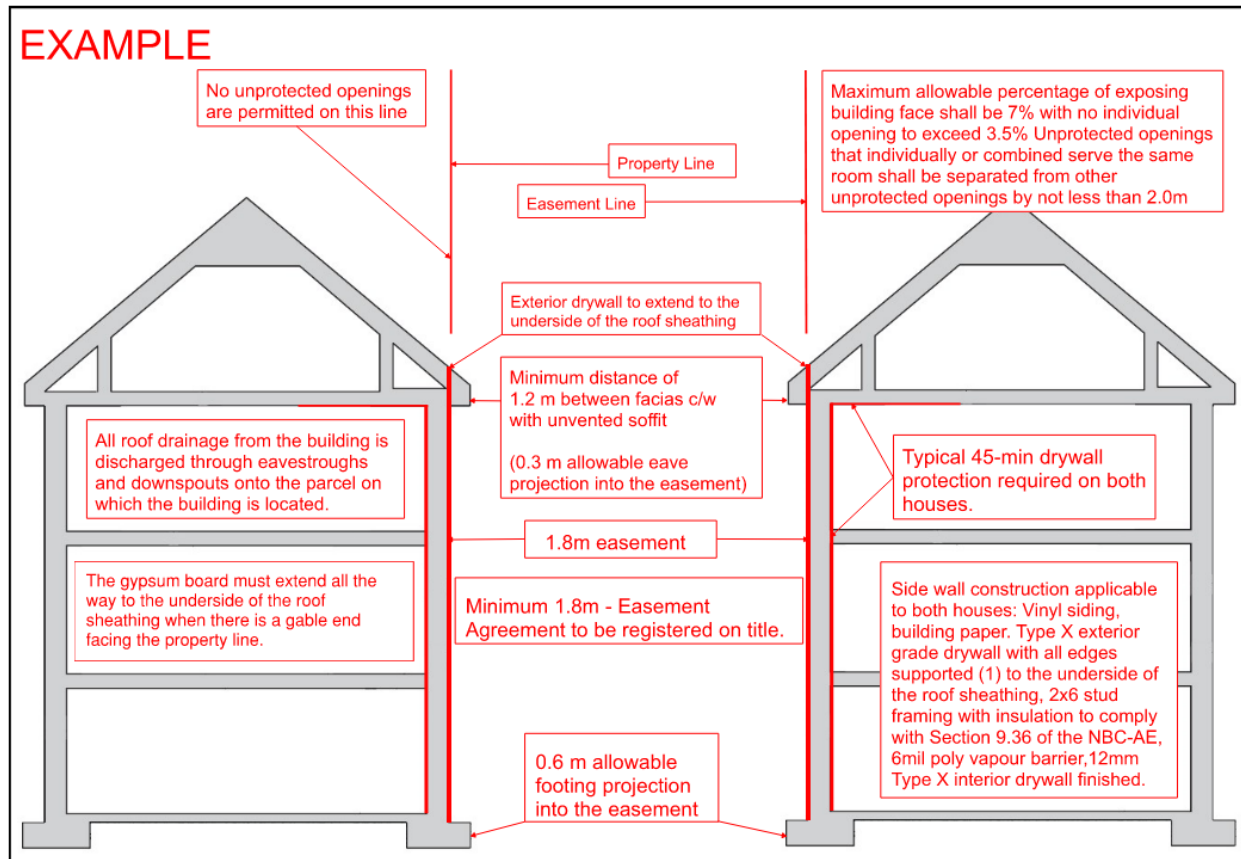 EXAMPLE
No unprotected openings
are permitted on this line
Property Line
Easement Line
Maximum allowable percentage of exposing
building face shall be 7% with no individual
opening to exceed 3.5% Unprotected openings
that individually or combined serve the same
room shall be separated from other
unprotected openings by not less than 2.0m
Exterior drywall to extend to the
underside of the roof sheathing
Minimum distance of
1.2 m between facias c/w
with unvented soffit
(0.3 m allowable eave
projection into the easement)
All roof drainage from the building is
discharged through eavestroughs
and downspouts onto the parcel on
which the building is located.
Typical 45-min drywall
protection required on both
houses.
1.8m easement
The gypsum board must extend all the
way to the underside of the roof
sheathing when there is a gable end
facing the property line.
Minimum 1.8m - Easement
Agreement to be registered on title.
Side wall construction applicable
to both houses: Vinyl siding,
building paper. Type X exterior
grade drywall with all edges
supported (1) to the underside of
the roof sheathing, 2x6 stud
framing with insulation to comply
with Section 9.36 of the NBC-AE,
6mil poly vapour barrier,12mm
Type X interior drywall finished.
0.6 m allowable
footing projection
into the easement